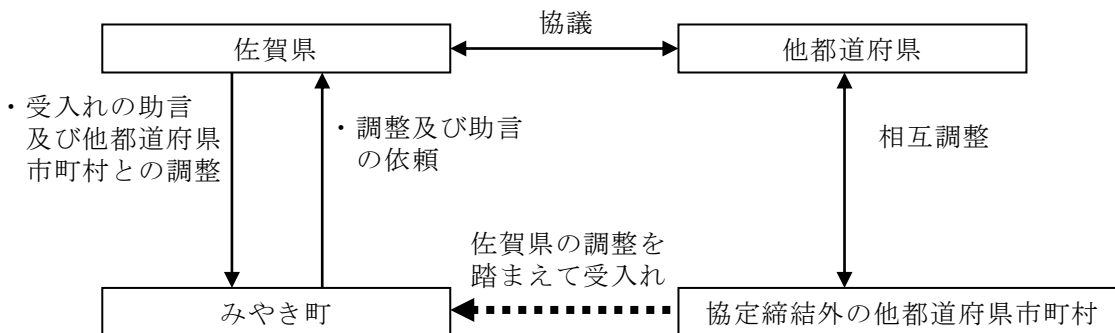 協議
佐賀県
他都道府県
・受入れの助言
及び他都道府県
市町村との調整
・調整及び助言
の依頼
相互調整
佐賀県の調整を
踏まえて受入れ
みやき町
協定締結外の他都道府県市町村